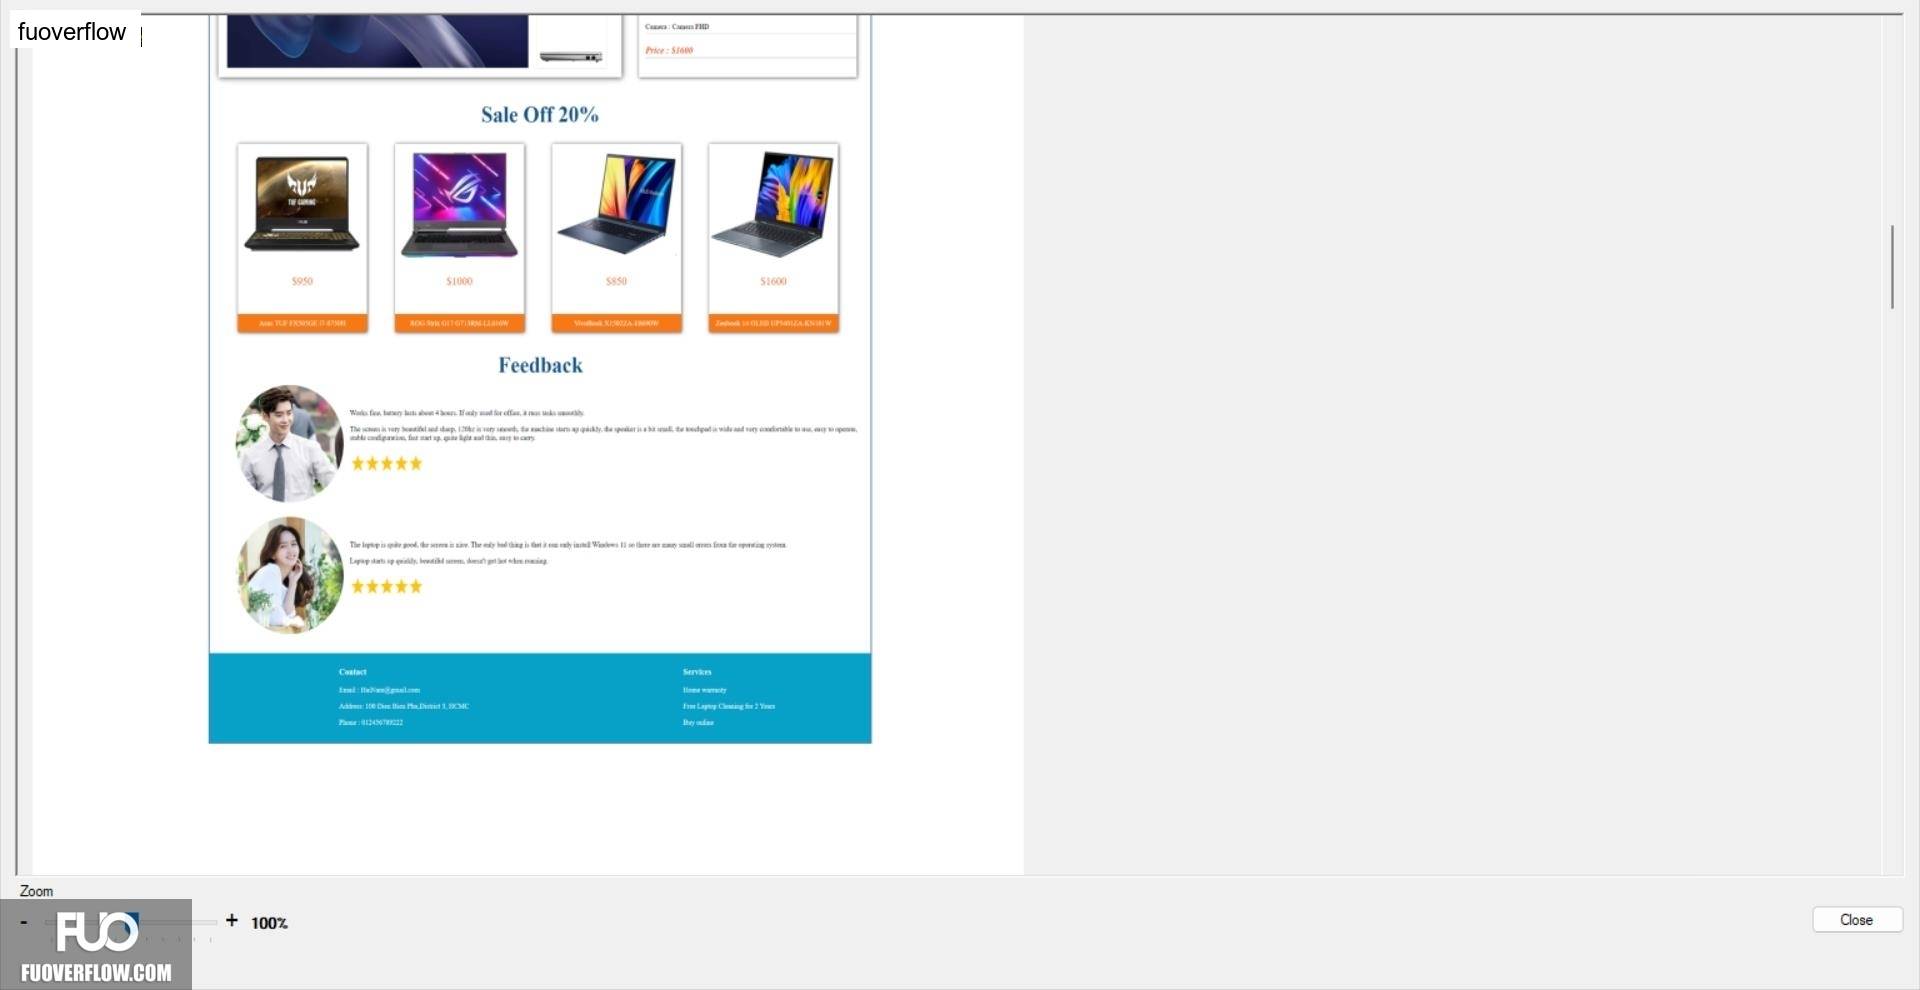 fuoverflow
Camera : Camera FHD
Price : $1600
Sale Off 20%
TUF GAMING
$950
$1000
$850
$1600
Asus TUF FX505GE I7-8750H
ROG Strix G17 G713RM-LL016W
VivoBook X1502ZA-EJ
Zenbook 14 OLED UP5401ZA-KN101W
Feedback
Works fine, battery lasts about 4 hours. If only used for office, it runs tasks smoothly.
The screen is very beautiful and sharp, 120hz is very smooth, the machine starts up quickly, the speaker is a bit small, the touchpad is wide and very comfortable to use, easy to operate,
stable configuration, fast start up, quite light and thin, easy to carry.
The laptop is quite good, the screen is nice. The only bad thing is that it can only install Windows 11 so there are many small errors from the operating system.
Laptop starts up quickly, beautiful screen, doesn't get hot when running.
Contact
Services
Email : HaiNam@gmail.com
Home warranty
Address: 100 Dien Bien Phu,District 3, HCMC
Free Laptop Cleaning for 2 Years
Phone : 012456789222
Buy online
Zoom
- + 100%
Close
FUO
FUOVERFLOW.COM